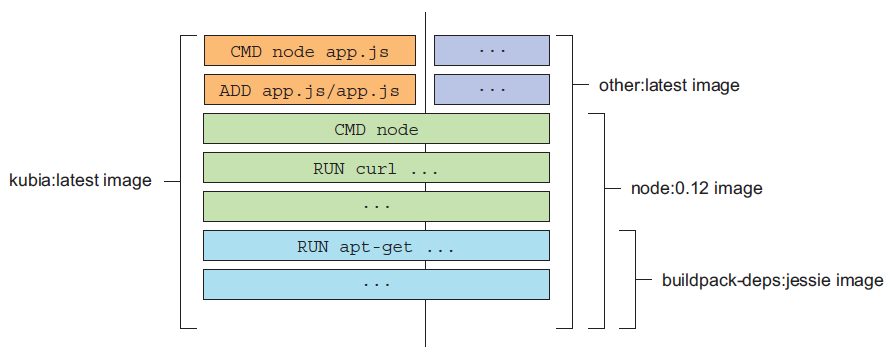 CMD node app.js
...
ADD app.js/app.js
...
other:latest image
CMD node
RUN curl ...
kubia:latest image
node:0.12 image
...
RUN apt-get ...
...
buildpack-deps:jessie image